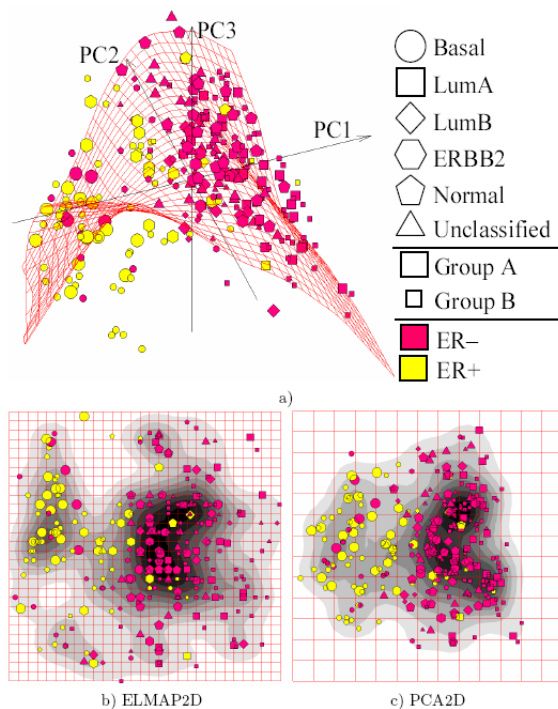 PC3
PC2
PC1
Basal
LumA
LumB
ERBB2
Normal
Unclassified
Group A
Group B
ER–
ER+
a)
b) ELMAP2D
c) PCA2D